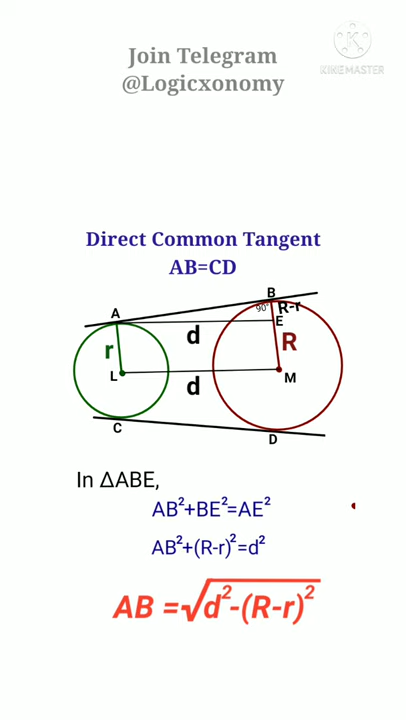 Join Telegram
@Logicxonomy
KINEMASTER
Direct Common Tangent
AB=CD
B
90° R-r
A
E
d
r
R
L
M
d
C
D
In ΔABE,
AB²+BE²=AE²
AB²+(R-r)²=d²
AB =√d²-(R-r)²